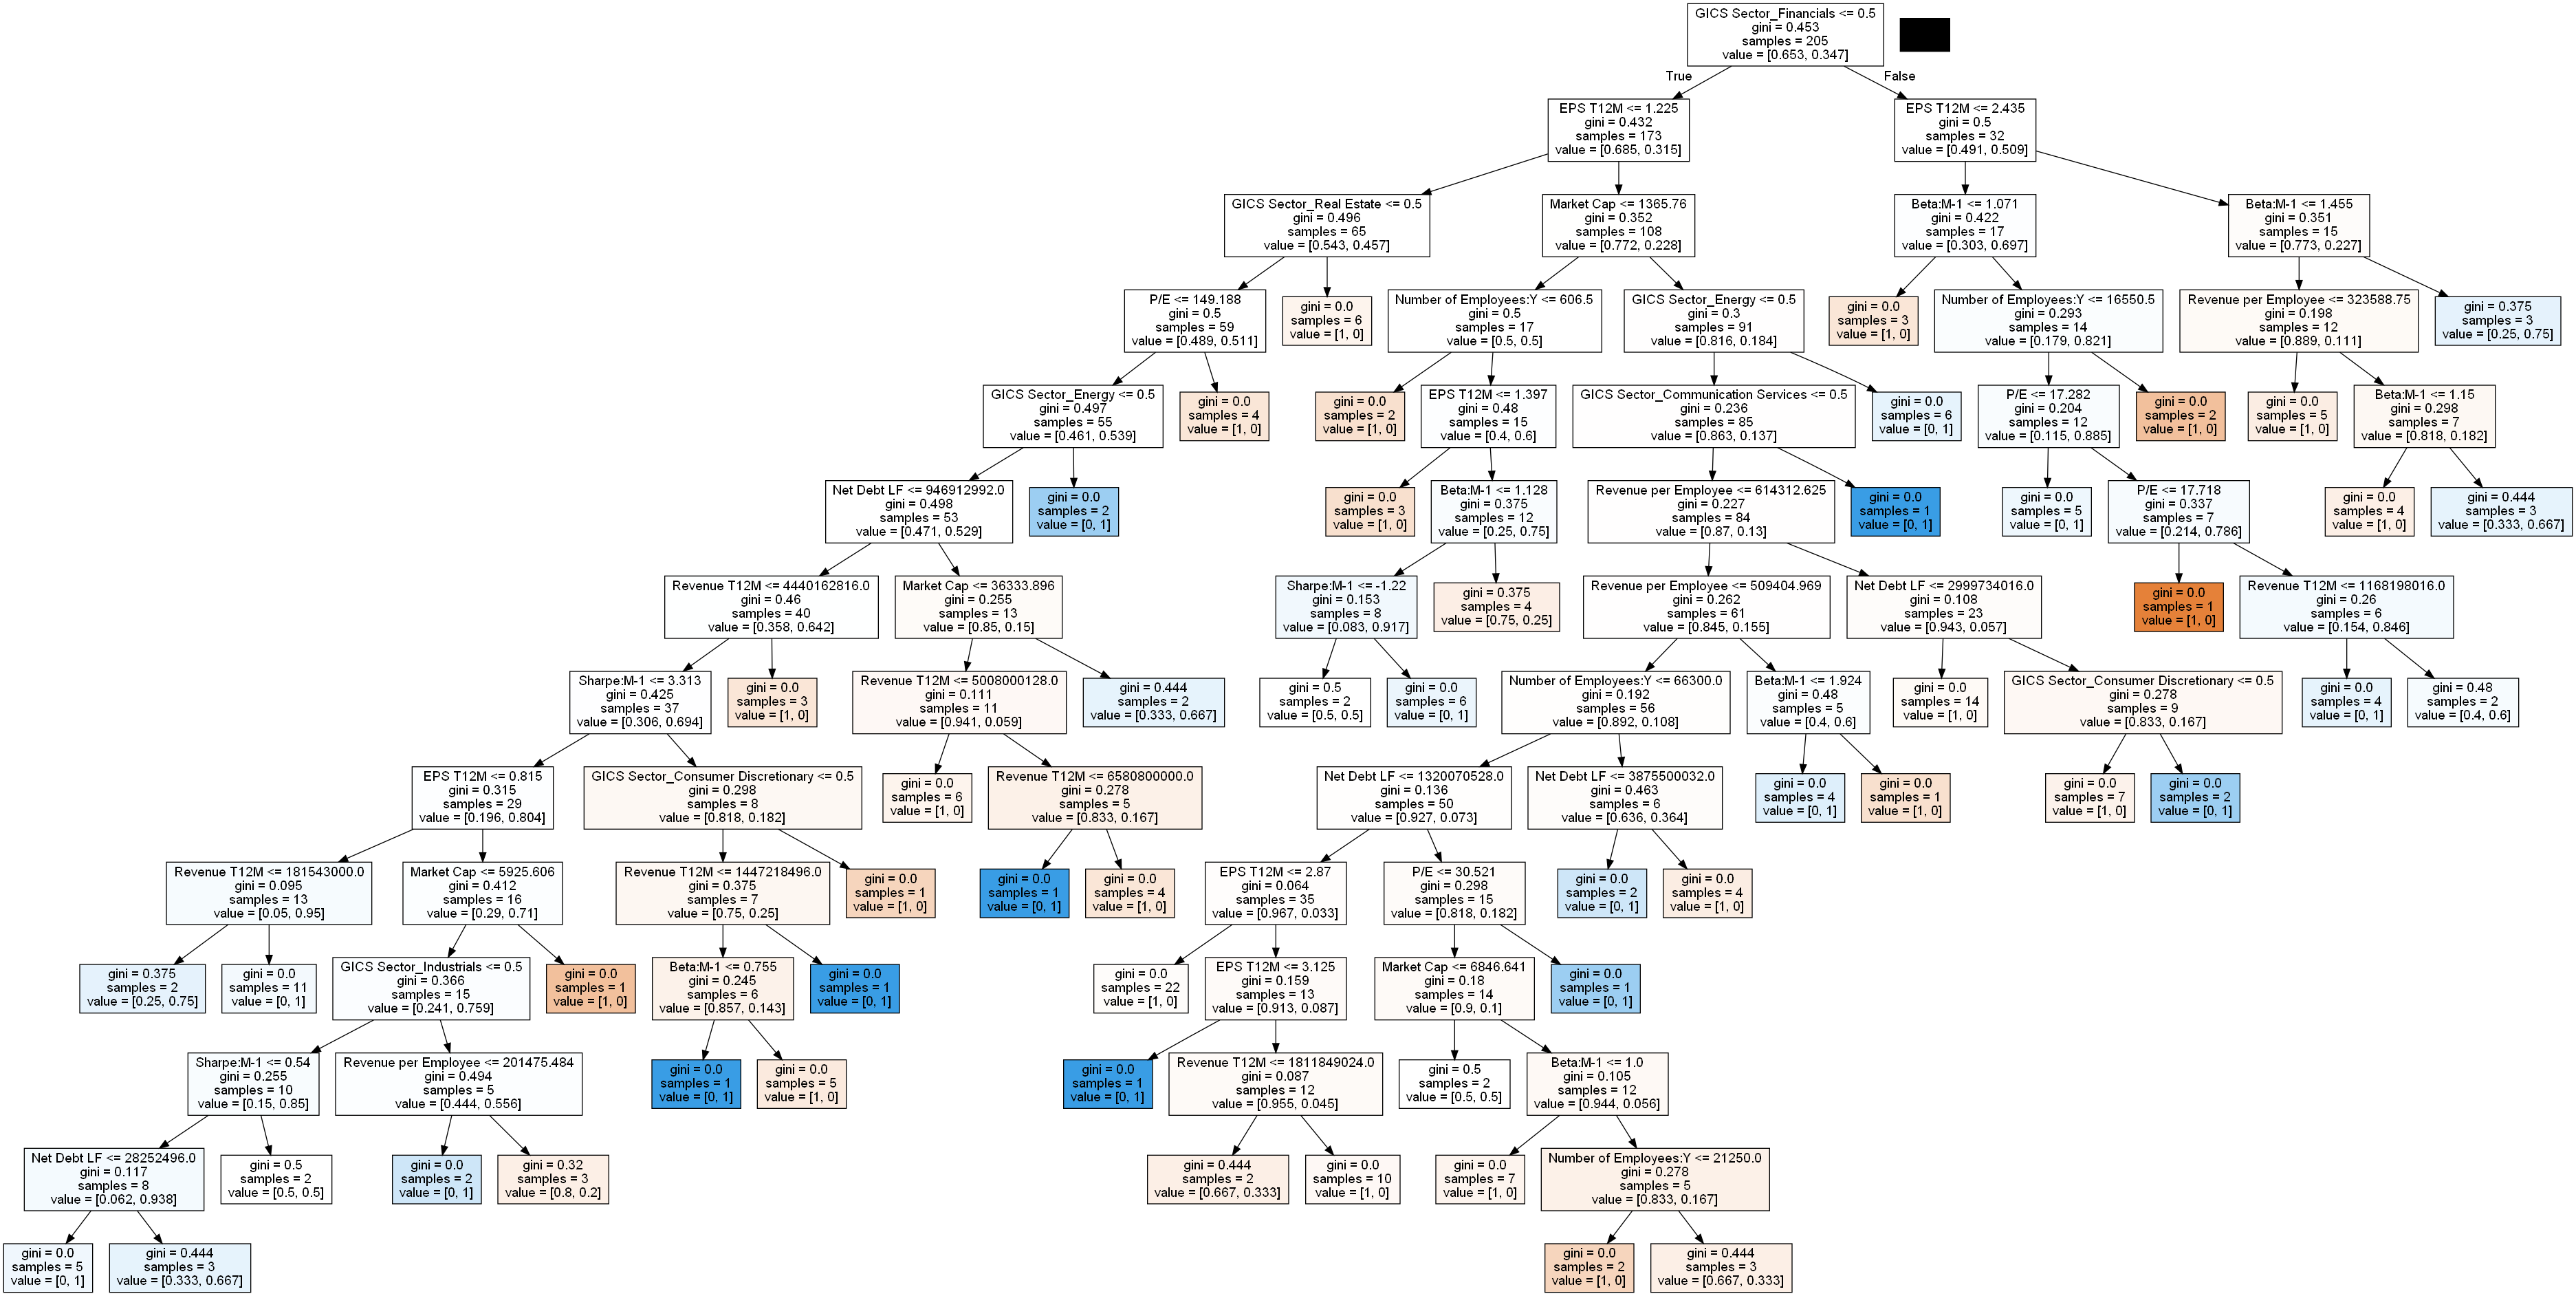 GICS Sector_Financials <= 0.5
gini = 0.453
samples = 205
value = [0.653, 0.347]
True
False
EPS T12M <= 1.225
gini = 0.432
samples = 173
value = [0.685, 0.315]
EPS T12M <= 2.435
gini = 0.5
samples = 32
value = [0.491, 0.509]
GICS Sector_Real Estate <= 0.5
gini = 0.496
samples = 65
value = [0.543, 0.457]
Market Cap <= 1365.76
gini = 0.352
samples = 108
value = [0.772, 0.228]
Beta:M-1 <= 1.071
gini = 0.422
samples = 17
value = [0.303, 0.697]
Beta:M-1 <= 1.455
gini = 0.351
samples = 15
value = [0.773, 0.227]
P/E <= 149.188
gini = 0.5
samples = 59
value = [0.489, 0.511]
gini = 0.0
samples = 6
value = [1, 0]
Number of Employees:Y <= 606.5
gini = 0.5
samples = 17
value = [0.5, 0.5]
GICS Sector_Energy <= 0.5
gini = 0.3
samples = 91
value = [0.816, 0.184]
gini = 0.0
samples = 3
value = [1, 0]
Number of Employees:Y <= 16550.5
gini = 0.293
samples = 14
value = [0.179, 0.821]
Revenue per Employee <= 323588.75
gini = 0.198
samples = 12
value = [0.889, 0.111]
gini = 0.375
samples = 3
value = [0.25, 0.75]
GICS Sector_Energy <= 0.5
gini = 0.497
samples = 55
value = [0.461, 0.539]
gini = 0.0
samples = 4
value = [1, 0]
gini = 0.0
samples = 2
value = [1, 0]
EPS T12M <= 1.397
gini = 0.48
samples = 15
value = [0.4, 0.6]
GICS Sector_Communication Services <= 0.5
gini = 0.236
samples = 85
value = [0.863, 0.137]
gini = 0.0
samples = 6
value = [0, 1]
P/E <= 17.282
gini = 0.204
samples = 12
value = [0.115, 0.885]
gini = 0.0
samples = 2
value = [1, 0]
gini = 0.0
samples = 5
value = [1, 0]
Beta:M-1 <= 1.15
gini = 0.298
samples = 7
value = [0.818, 0.182]
Net Debt LF <= 946912992.0
gini = 0.498
samples = 53
value = [0.471, 0.529]
gini = 0.0
samples = 2
value = [0, 1]
gini = 0.0
samples = 3
value = [1, 0]
Beta:M-1 <= 1.128
gini = 0.375
samples = 12
value = [0.25, 0.75]
Revenue per Employee <= 614312.625
gini = 0.227
samples = 84
value = [0.87, 0.13]
gini = 0.0
samples = 1
value = [0, 1]
gini = 0.0
samples = 5
value = [0, 1]
P/E <= 17.718
gini = 0.337
samples = 7
value = [0.214, 0.786]
gini = 0.0
samples = 4
value = [1, 0]
gini = 0.444
samples = 3
value = [0.333, 0.667]
Revenue T12M <= 4440162816.0
gini = 0.46
samples = 40
value = [0.358, 0.642]
Market Cap <= 36333.896
gini = 0.255
samples = 13
value = [0.85, 0.15]
Sharpe:M-1 <= -1.22
gini = 0.153
samples = 8
value = [0.083, 0.917]
gini = 0.375
samples = 4
value = [0.75, 0.25]
Revenue per Employee <= 509404.969
gini = 0.262
samples = 61
value = [0.845, 0.155]
Net Debt LF <= 2999734016.0
gini = 0.108
samples = 23
value = [0.943, 0.057]
gini = 0.0
samples = 1
value = [1, 0]
Revenue T12M <= 1168198016.0
gini = 0.26
samples = 6
value = [0.154, 0.846]
Sharpe:M-1 <= 3.313
gini = 0.425
samples = 37
value = [0.306, 0.694]
gini = 0.0
samples = 3
value = [1, 0]
Revenue T12M <= 5008000128.0
gini = 0.111
samples = 11
value = [0.941, 0.059]
gini = 0.444
samples = 2
value = [0.333, 0.667]
gini = 0.5
samples = 2
value = [0.5, 0.5]
gini = 0.0
samples = 6
value = [0, 1]
Number of Employees:Y <= 66300.0
gini = 0.192
samples = 56
value = [0.892, 0.108]
Beta:M-1 <= 1.924
gini = 0.48
samples = 5
value = [0.4, 0.6]
gini = 0.0
samples = 14
value = [1, 0]
GICS Sector_Consumer Discretionary <= 0.5
gini = 0.278
samples = 9
value = [0.833, 0.167]
gini = 0.0
samples = 4
value = [0, 1]
gini = 0.48
samples = 2
value = [0.4, 0.6]
EPS T12M <= 0.815
gini = 0.315
samples = 29
value = [0.196, 0.804]
GICS Sector_Consumer Discretionary <= 0.5
gini = 0.298
samples = 8
value = [0.818, 0.182]
gini = 0.0
samples = 6
value = [1, 0]
Revenue T12M <= 6580800000.0
gini = 0.278
samples = 5
value = [0.833, 0.167]
Net Debt LF <= 1320070528.0
gini = 0.136
samples = 50
value = [0.927, 0.073]
Net Debt LF <= 3875500032.0
gini = 0.463
samples = 6
value = [0.636, 0.364]
gini = 0.0
samples = 4
value = [0, 1]
gini = 0.0
samples = 1
value = [1, 0]
gini = 0.0
samples = 7
value = [1, 0]
gini = 0.0
samples = 2
value = [0, 1]
Revenue T12M <= 181543000.0
gini = 0.095
samples = 13
value = [0.05, 0.95]
Market Cap <= 5925.606
gini = 0.412
samples = 16
value = [0.29, 0.71]
Revenue T12M <= 1447218496.0
gini = 0.375
samples = 7
value = [0.75, 0.25]
gini = 0.0
samples = 1
value = [1, 0]
gini = 0.0
samples = 1
value = [0, 1]
gini = 0.0
samples = 4
value = [1, 0]
EPS T12M <= 2.87
gini = 0.064
samples = 35
value = [0.967, 0.033]
P/E <= 30.521
gini = 0.298
samples = 15
value = [0.818, 0.182]
gini = 0.0
samples = 2
value = [0, 1]
gini = 0.0
samples = 4
value = [1, 0]
gini = 0.375
samples = 2
value = [0.25, 0.75]
gini = 0.0
samples = 11
value = [0, 1]
GICS Sector_Industrials <= 0.5
gini = 0.366
samples = 15
value = [0.241, 0.759]
gini = 0.0
samples = 1
value = [1, 0]
Beta:M-1 <= 0.755
gini = 0.245
samples = 6
value = [0.857, 0.143]
gini = 0.0
samples = 1
value = [0, 1]
gini = 0.0
samples = 22
value = [1, 0]
EPS T12M <= 3.125
gini = 0.159
samples = 13
value = [0.913, 0.087]
Market Cap <= 6846.641
gini = 0.18
samples = 14
value = [0.9, 0.1]
gini = 0.0
samples = 1
value = [0, 1]
Sharpe:M-1 <= 0.54
gini = 0.255
samples = 10
value = [0.15, 0.85]
Revenue per Employee <= 201475.484
gini = 0.494
samples = 5
value = [0.444, 0.556]
gini = 0.0
samples = 1
value = [0, 1]
gini = 0.0
samples = 5
value = [1, 0]
gini = 0.0
samples = 1
value = [0, 1]
Revenue T12M <= 1811849024.0
gini = 0.087
samples = 12
value = [0.955, 0.045]
gini = 0.5
samples = 2
value = [0.5, 0.5]
Beta:M-1 <= 1.0
gini = 0.105
samples = 12
value = [0.944, 0.056]
Net Debt LF <= 28252496.0
gini = 0.117
samples = 8
value = [0.062, 0.938]
gini = 0.5
samples = 2
value = [0.5, 0.5]
gini = 0.0
samples = 2
value = [0, 1]
gini = 0.32
samples = 3
value = [0.8, 0.2]
gini = 0.444
samples = 2
value = [0.667, 0.333]
gini = 0.0
samples = 10
value = [1, 0]
gini = 0.0
samples = 7
value = [1, 0]
Number of Employees:Y <= 21250.0
gini = 0.278
samples = 5
value = [0.833, 0.167]
gini = 0.0
samples = 5
value = [0, 1]
gini = 0.444
samples = 3
value = [0.333, 0.667]
gini = 0.0
samples = 2
value = [1, 0]
gini = 0.444
samples = 3
value = [0.667, 0.333]